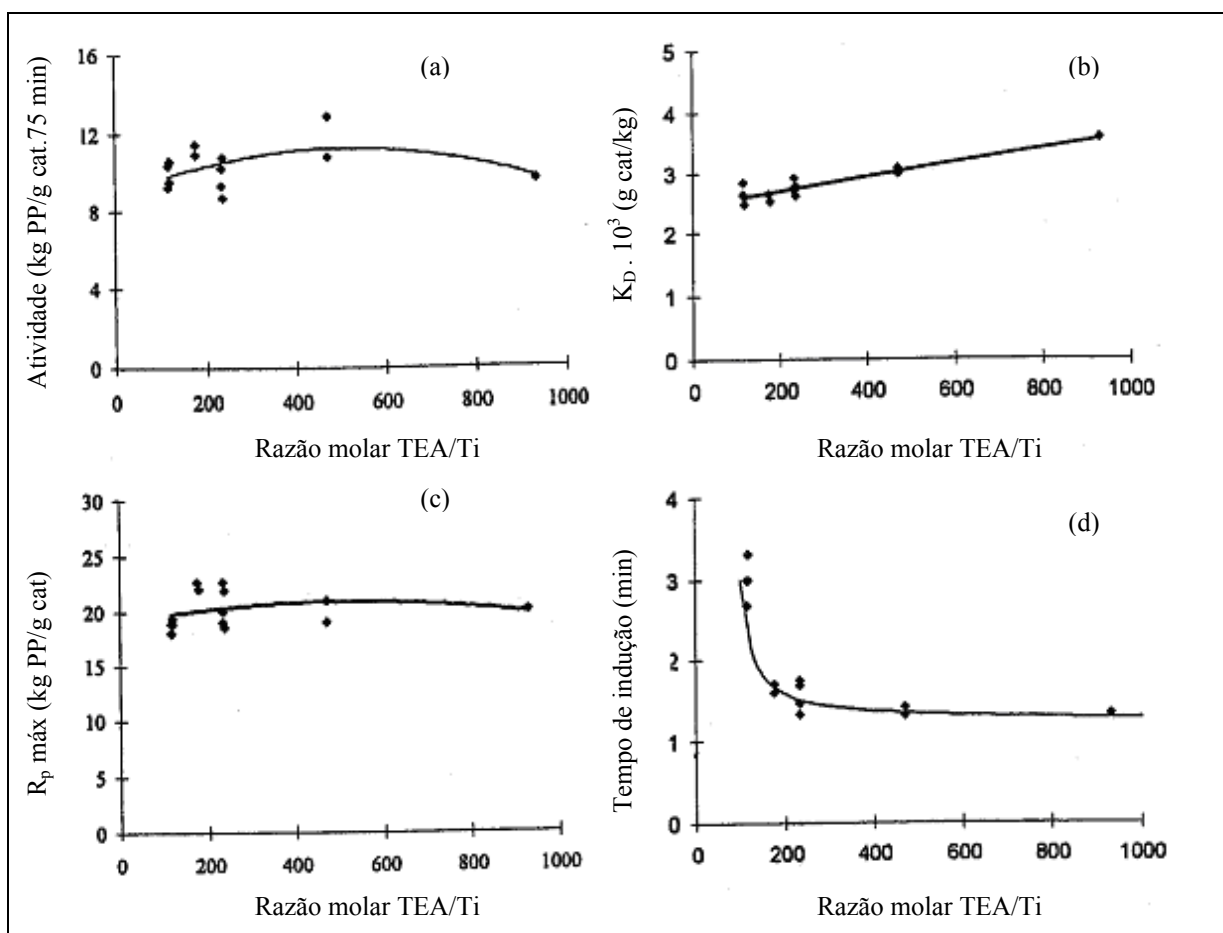 (a)
Atividade (kg PP/g cat.75 min)
16
12
8
4
0
0 200 400 600 800 1000
Razão molar TEA/Ti
(b)
K_D . 10³ (g cat/kg)
5
4
3
2
1
0
0 200 400 600 800 1000
Razão molar TEA/Ti
(c)
R_p máx (kg PP/g cat)
30
25
20
15
10
5
0
0 200 400 600 800 1000
Razão molar TEA/Ti
(d)
Tempo de indução (min)
4
3
2
1
0
0 200 400 600 800 1000
Razão molar TEA/Ti